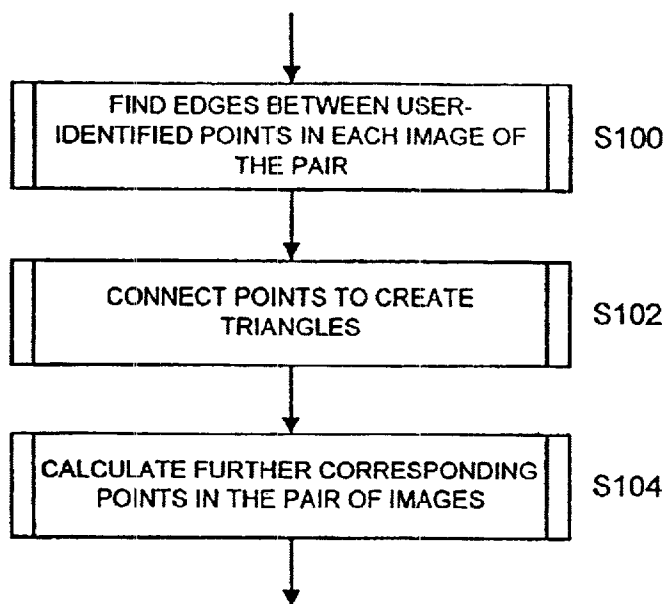 FIND EDGES BETWEEN USER-
IDENTIFIED POINTS IN EACH IMAGE OF
THE PAIR
S100
CONNECT POINTS TO CREATE
TRIANGLES
S102
CALCULATE FURTHER CORRESPONDING
POINTS IN THE PAIR OF IMAGES
S104